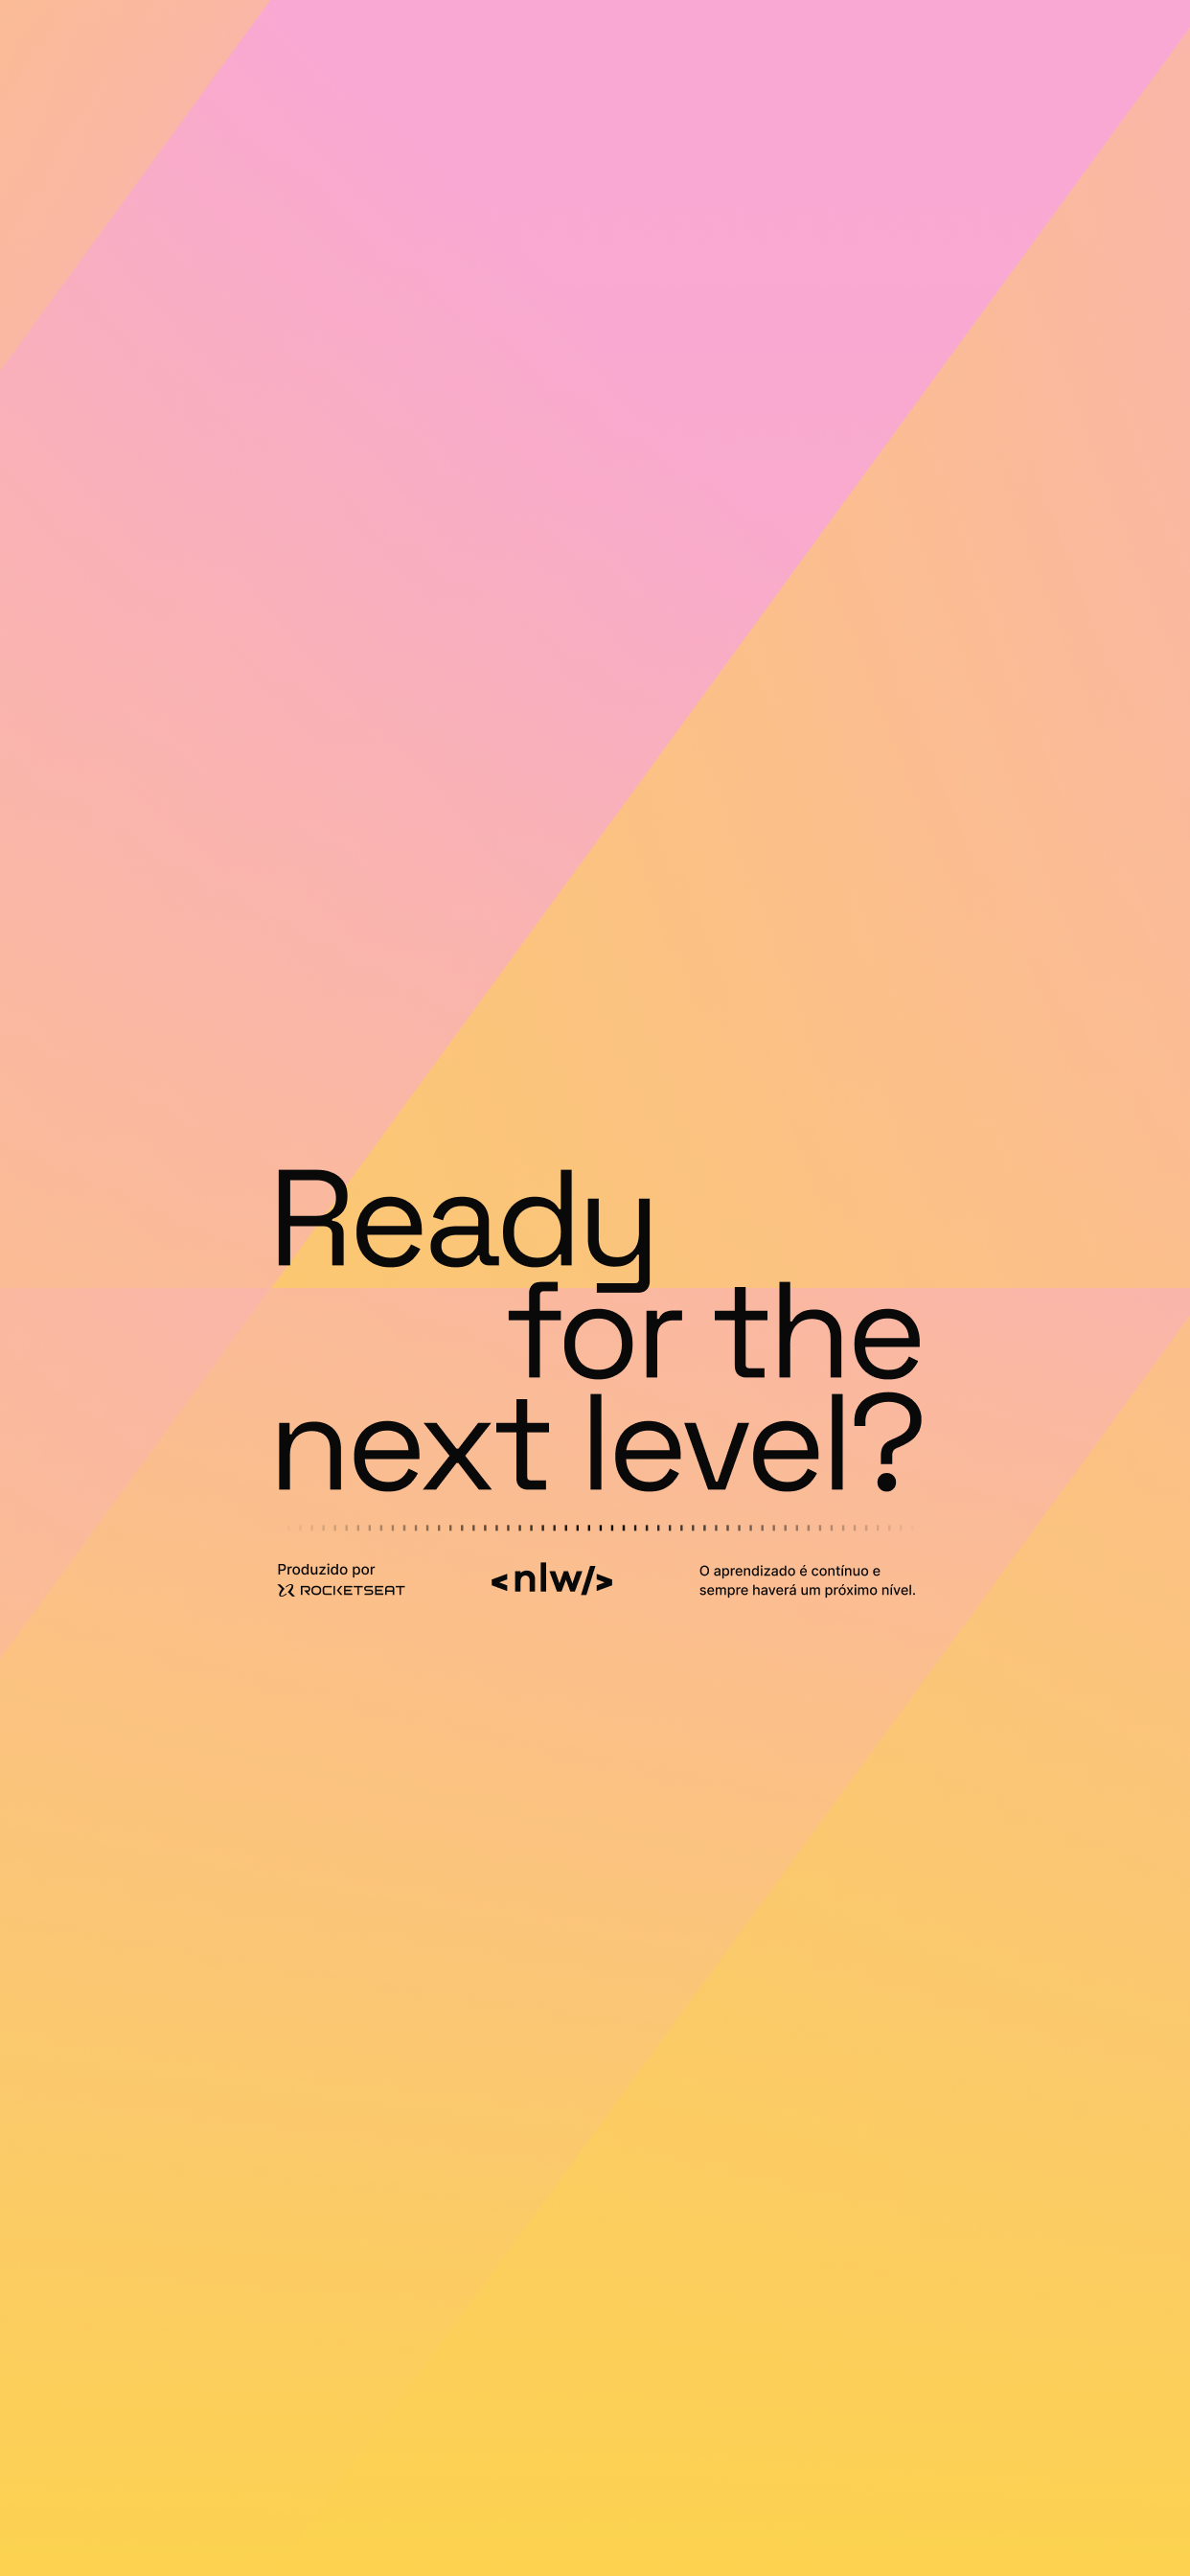 Ready
for the
next level?
Produzido por
ROCKETSEAT
<nlw/>
O aprendizado é contínuo e
sempre haverá um próximo nível.